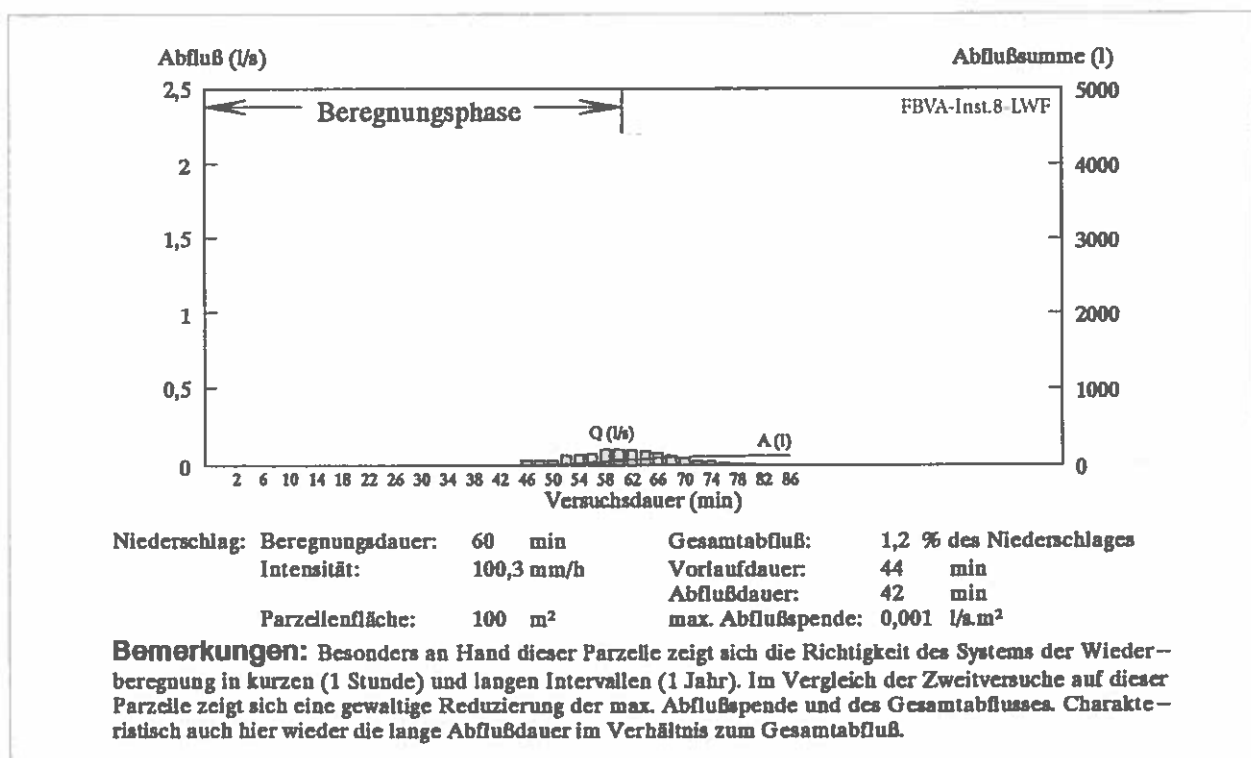 Abfluß (l/s) Abflußsumme (l)
2,5 5000
Beregnungsphase FBVA-Inst.8-LWF
2 4000
1,5 3000
1 2000
0,5 1000
Q (l/s) A (l)
0 0
2 6 10 14 18 22 26 30 34 38 42 46 50 54 58 62 66 70 74 78 82 86
Versuchsdauer (min)
Niederschlag: Beregnungsdauer: 60 min Gesamtabfluß: 1,2 % des Niederschlages
Intensität: 100,3 mm/h Vorlaufdauer: 44 min
Abflußdauer: 42 min
Parzellenfläche: 100 m² max. Abflußspende: 0,001 l/s.m²
Bemerkungen: Besonders an Hand dieser Parzelle zeigt sich die Richtigkeit des Systems der Wieder-
beregnung in kurzen (1 Stunde) und langen Intervallen (1 Jahr). Im Vergleich der Zweitversuche auf dieser
Parzelle zeigt sich eine gewaltige Reduzierung der max. Abflußspende und des Gesamtabflusses. Charakte-
ristisch auch hier wieder die lange Abflußdauer im Verhältnis zum Gesamtabfluß.